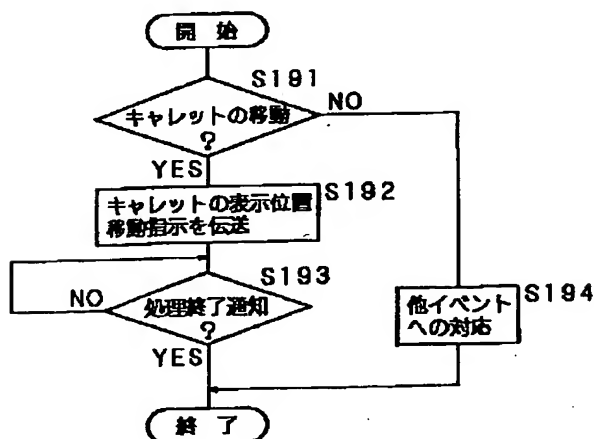 開始
S191
キャレットの移動
?
NO
YES
キャレットの表示位置
移動指示を伝送
S192
S193
処理終了通知
?
NO
YES
他イベント
への対応
S194
終了